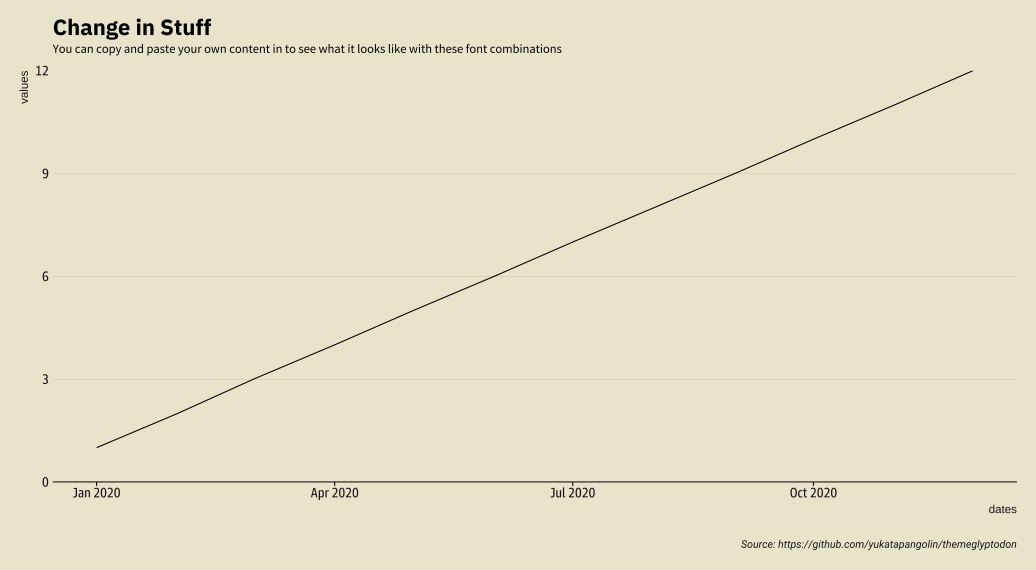 Change in Stuff
You can copy and paste your own content in to see what it looks like with these font combinations
values
12
9
6
3
0
Jan 2020 Apr 2020 Jul 2020 Oct 2020
dates
Source: https://github.com/yukatapangolin/themeglyptodon